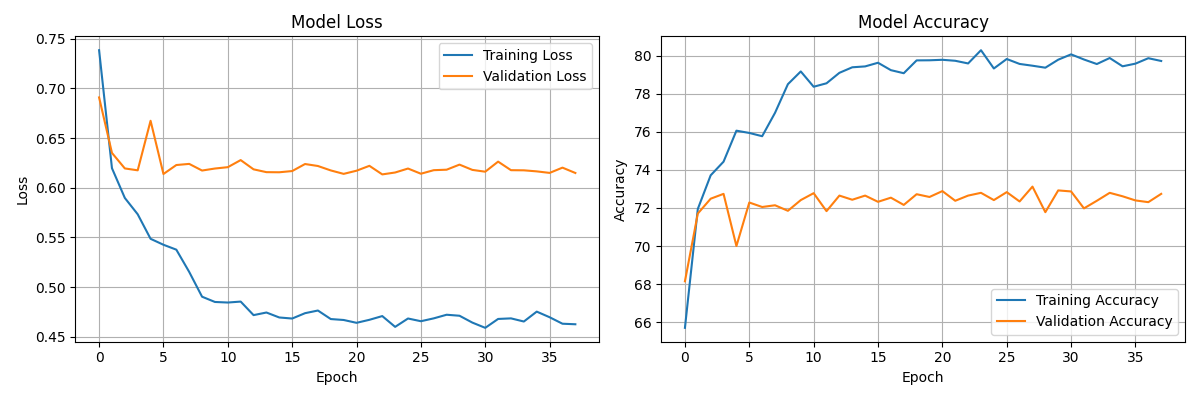 Model Loss
0.75
0.70
0.65
0.60
0.55
0.50
0.45
Loss
0 5 10 15 20 25 30 35
Epoch
Training Loss
Validation Loss
Model Accuracy
80
78
76
74
72
70
68
66
Accuracy
0 5 10 15 20 25 30 35
Epoch
Training Accuracy
Validation Accuracy